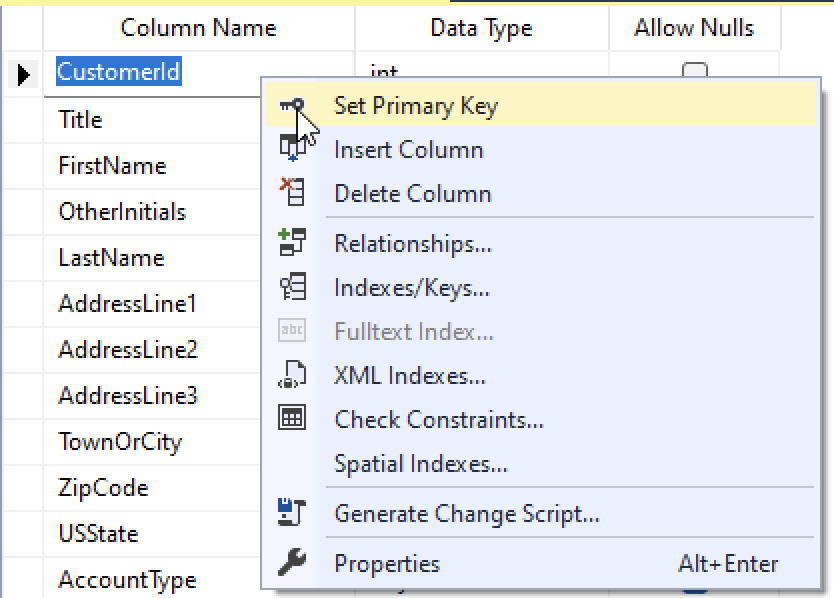 Column Name Data Type Allow Nulls
CustomerId int
Set Primary Key
Title
Insert Column
FirstName
Delete Column
OtherInitials
Relationships...
LastName
Indexes/Keys...
AddressLine1
abc Fulltext Index...
AddressLine2
XML Indexes...
AddressLine3
Check Constraints...
TownOrCity
Spatial Indexes...
ZipCode
Generate Change Script...
USState
Properties Alt+Enter
AccountType